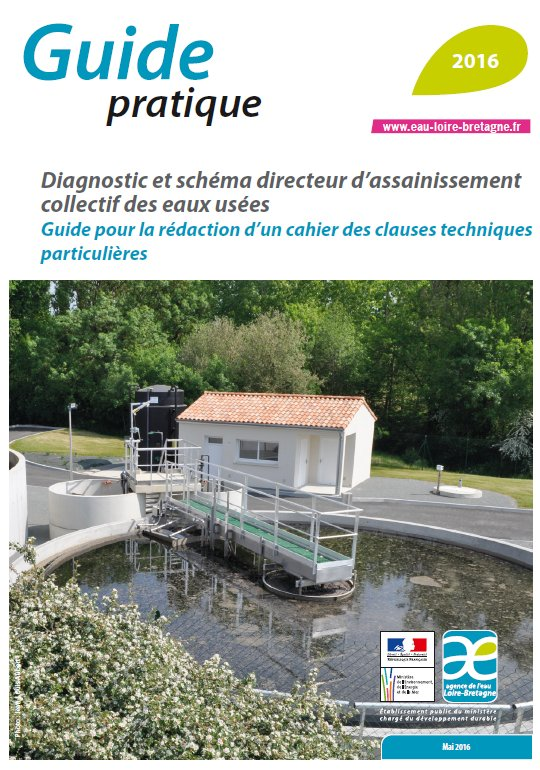 Guide
pratique
2016
www.eau-loire-bretagne.fr
Diagnostic et schéma directeur d’assainissement
collectif des eaux usées
Guide pour la rédaction d’un cahier des clauses techniques
particulières
RÉPUBLIQUE FRANÇAISE
agence de l'eau
Loire-Bretagne
Établissement public du ministère
chargé du développement durable
Mai 2016